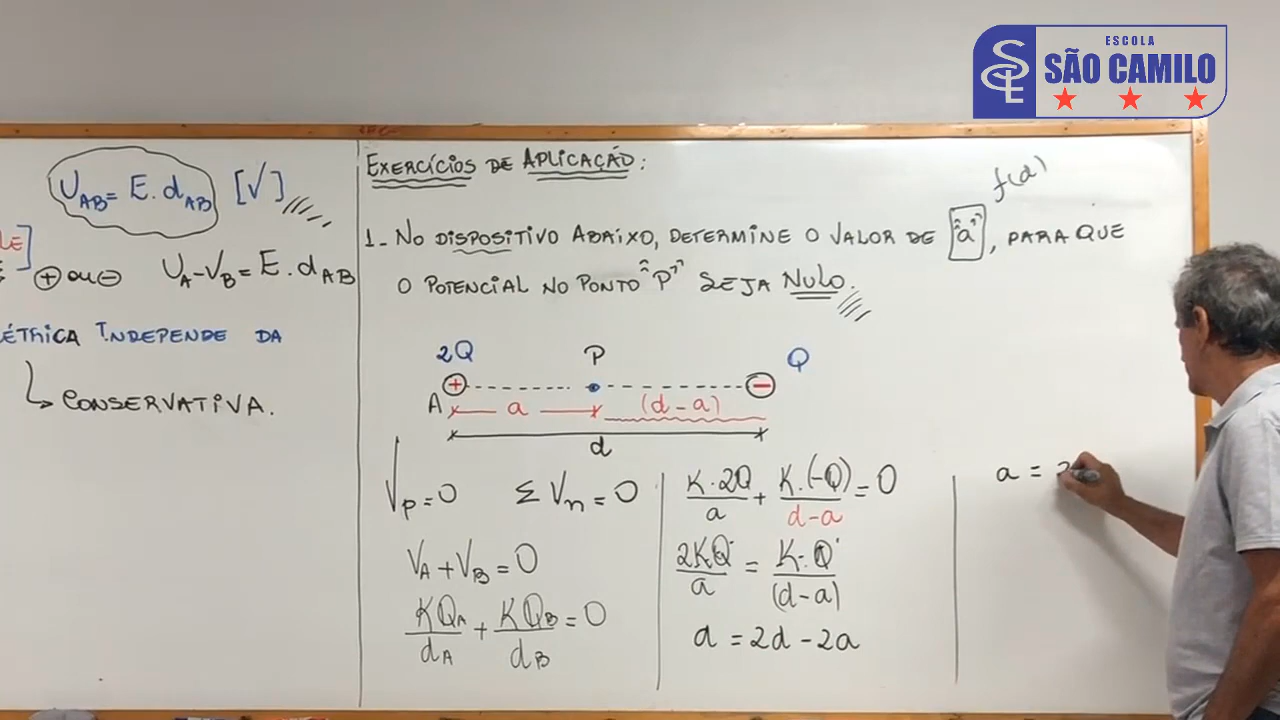 ESCOLA
SÃO CAMILO
U_AB = E. d_AB [√]
+ ou - U_A - V_B = E. d_AB
INDEPENDE DA
CONSERVATIVA.
EXERCÍCIOS DE APLICAÇÃO:
f(d)
1- NO DISPOSITIVO ABAIXO, DETERMINE O VALOR DE "a", PARA QUE
O POTENCIAL NO PONTO "P" SEJA NULO.
2Q P Q
+ -
A a (d-a)
d
V_p = 0 Σ V_n = 0
V_A + V_B = 0
KQ_A/d_A + KQ_B/d_B = 0
K.2Q/a + K.(-Q)/d-a = 0
2KQ/a = K.Q/(d-a)
a = 2d - 2a
a =